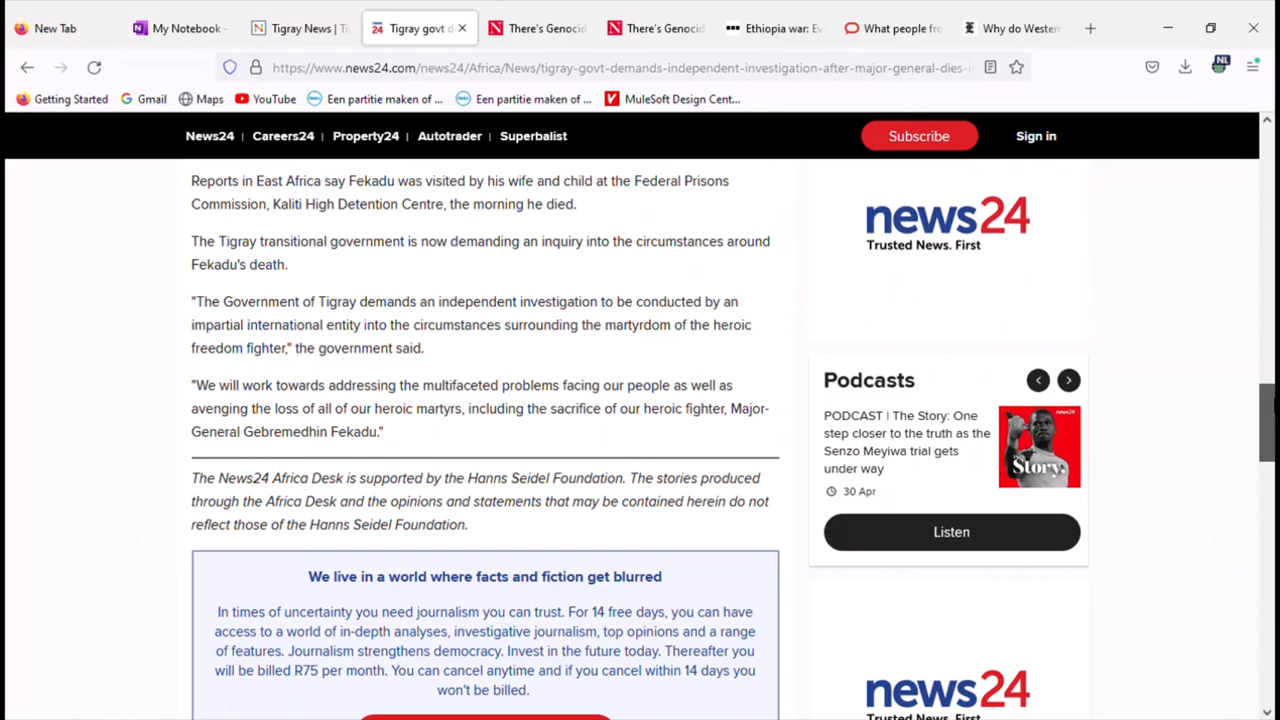 New Tab
My Notebook -
Tigray News | Ti
24 Tigray govt d
There's Genocid
There's Genocid
Ethiopia war: Ev
What people fro
Why do Western
https://www.news24.com/news24/Africa/News/tigray-govt-demands-independent-investigation-after-major-general-dies-i
NL
Getting Started
Gmail
Maps
YouTube
Een partitie maken of ...
Een partitie maken of ...
MuleSoft Design Cent...
News24 | Careers24 | Property24 | Autotrader | Superbalist
Subscribe
Sign in
Reports in East Africa say Fekadu was visited by his wife and child at the Federal Prisons
Commission, Kaliti High Detention Centre, the morning he died.
The Tigray transitional government is now demanding an inquiry into the circumstances around
Fekadu's death.
"The Government of Tigray demands an independent investigation to be conducted by an
impartial international entity into the circumstances surrounding the martyrdom of the heroic
freedom fighter," the government said.
"We will work towards addressing the multifaceted problems facing our people as well as
avenging the loss of all of our heroic martyrs, including the sacrifice of our heroic fighter, Major-
General Gebremedhin Fekadu."
The News24 Africa Desk is supported by the Hanns Seidel Foundation. The stories produced
through the Africa Desk and the opinions and statements that may be contained herein do not
reflect those of the Hanns Seidel Foundation.
We live in a world where facts and fiction get blurred
In times of uncertainty you need journalism you can trust. For 14 free days, you can have
access to a world of in-depth analyses, investigative journalism, top opinions and a range
of features. Journalism strengthens democracy. Invest in the future today. Thereafter you
will be billed R75 per month. You can cancel anytime and if you cancel within 14 days you
won't be billed.
news24
Trusted News. First
Podcasts
PODCAST | The Story: One
step closer to the truth as the
Senzo Meyiwa trial gets
under way
30 Apr
news24
The Story.
Listen
news24
Trusted News. First